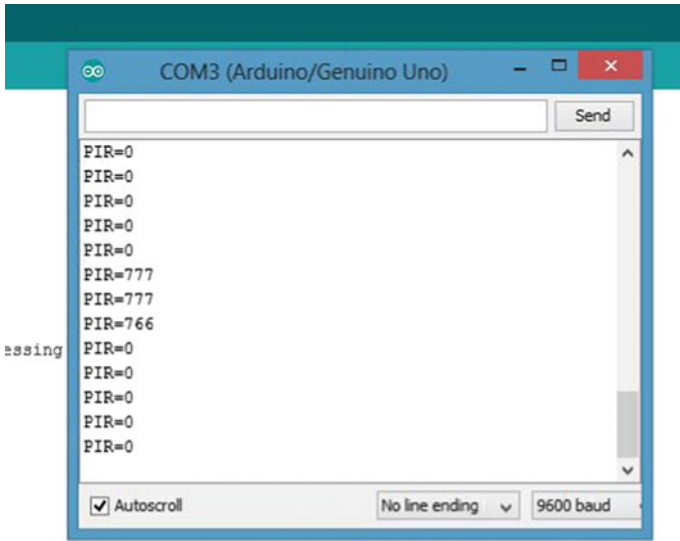 COM3 (Arduino/Genuino Uno)
Send
PIR=0
PIR=0
PIR=0
PIR=0
PIR=0
PIR=777
PIR=777
PIR=766
essing
PIR=0
PIR=0
PIR=0
PIR=0
PIR=0
Autoscroll
No line ending
9600 baud